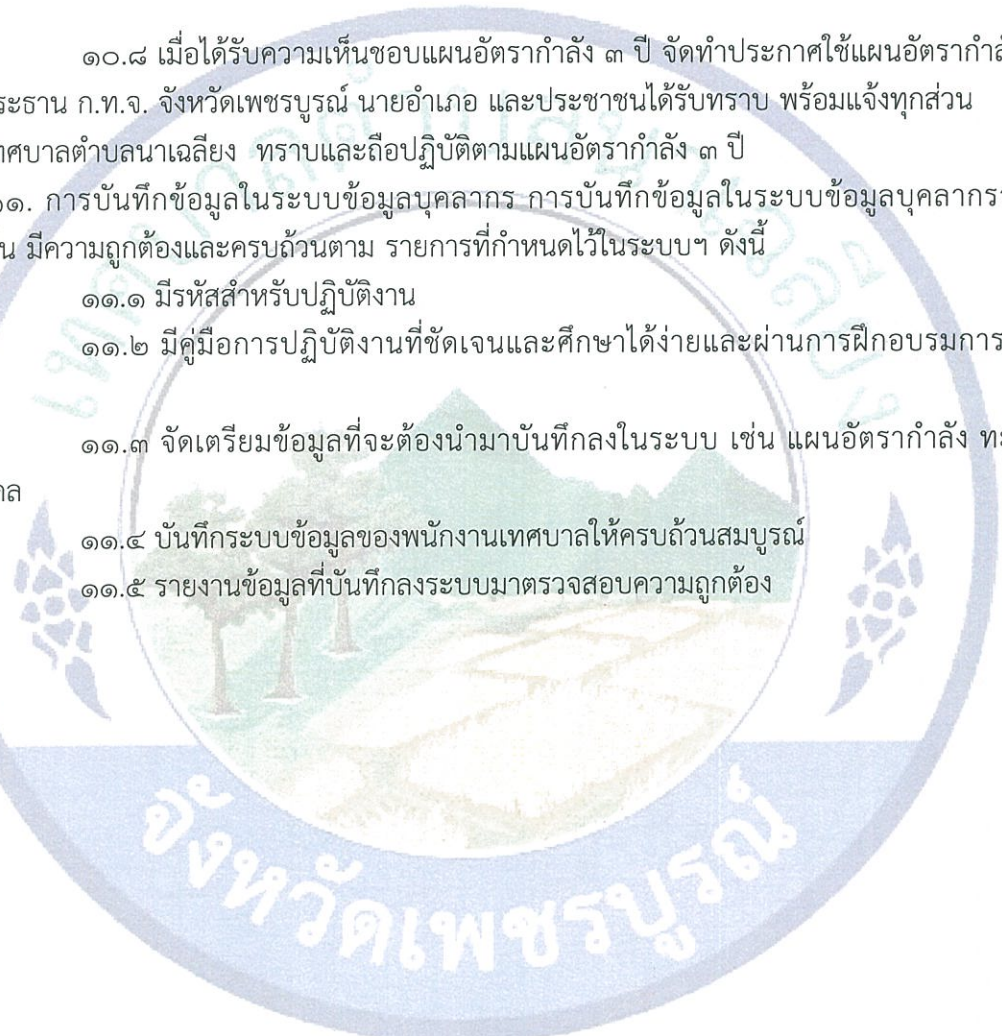 ๑๐.๘ เมื่อได้รับความเห็นชอบแผนอัตรากำลัง ๓ ปี จัดทำประกาศใช้แผนอัตรากำลั
ระธาน ก.ท.จ. จังหวัดเพชรบูรณ์ นายอำเภอ และประชาชนได้รับทราบ พร้อมแจ้งทุกส่วน
ทศบาลตำบลนาเฉลียง ทราบและถือปฏิบัติตามแผนอัตรากำลัง ๓ ปี
๑๑. การบันทึกข้อมูลในระบบข้อมูลบุคลากร การบันทึกข้อมูลในระบบข้อมูลบุคลากร
น มีความถูกต้องและครบถ้วนตาม รายการที่กำหนดไว้ในระบบฯ ดังนี้
๑๑.๑ มีรหัสสำหรับปฏิบัติงาน
๑๑.๒ มีคู่มือการปฏิบัติงานที่ชัดเจนและศึกษาได้ง่ายและผ่านการฝึกอบรมการ
๑๑.๓ จัดเตรียมข้อมูลที่จะต้องนำมาบันทึกลงในระบบ เช่น แผนอัตรากำลัง ทะ
าล
๑๑.๔ บันทึกระบบข้อมูลของพนักงานเทศบาลให้ครบถ้วนสมบูรณ์
๑๑.๕ รายงานข้อมูลที่บันทึกลงระบบมาตรวจสอบความถูกต้อง
เทศบาลตำบลนาเฉลียง
จังหวัดเพชรบูรณ์